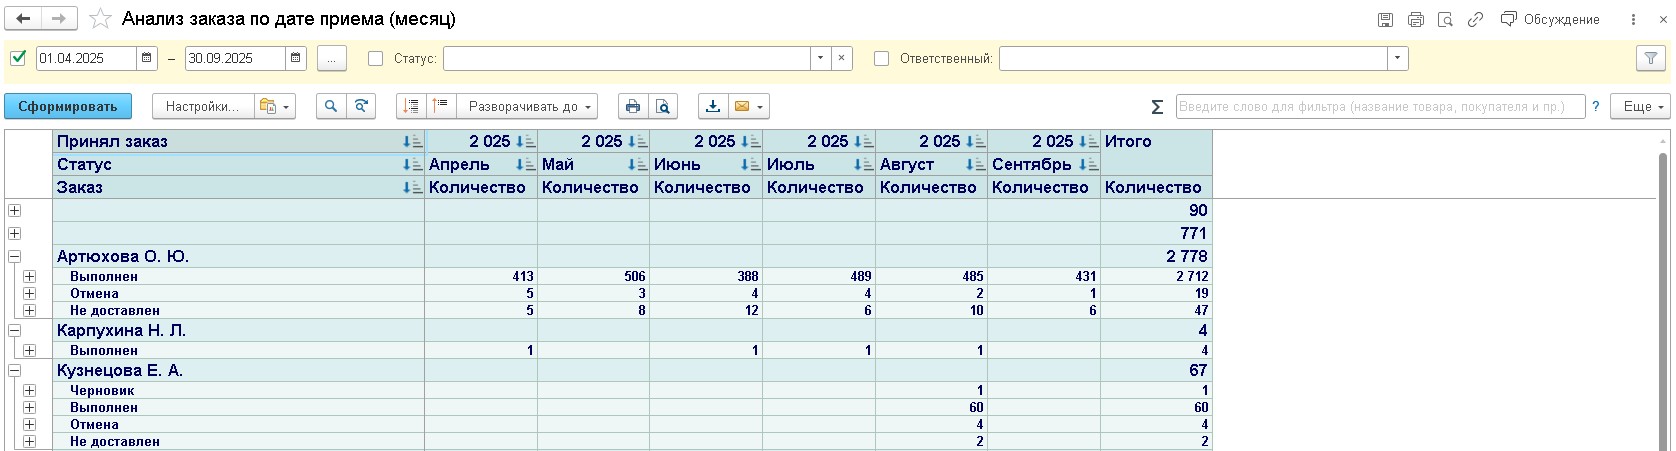 Анализ заказа по дате приема (месяц)
Обсуждение
01.04.2025 – 30.09.2025 ... Статус: Ответственный:
Сформировать Настройки... Разворачивать до Σ Введите слово для фильтра (название товара, покупателя и пр.) ? Еще
Принял заказ 2 025 2 025 2 025 2 025 2 025 2 025 Итого
Статус Апрель Май Июнь Июль Август Сентябрь
Заказ Количество Количество Количество Количество Количество Количество Количество
90
771
Артюхова О. Ю. 2 778
Выполнен 413 506 388 489 485 431 2 712
Отмена 5 3 4 4 2 1 19
Не доставлен 5 8 12 6 10 6 47
Карпухина Н. Л. 4
Выполнен 1 1 1 1 4
Кузнецова Е. А. 67
Черновик 1 1
Выполнен 60 60
Отмена 4 4
Не доставлен 2 2